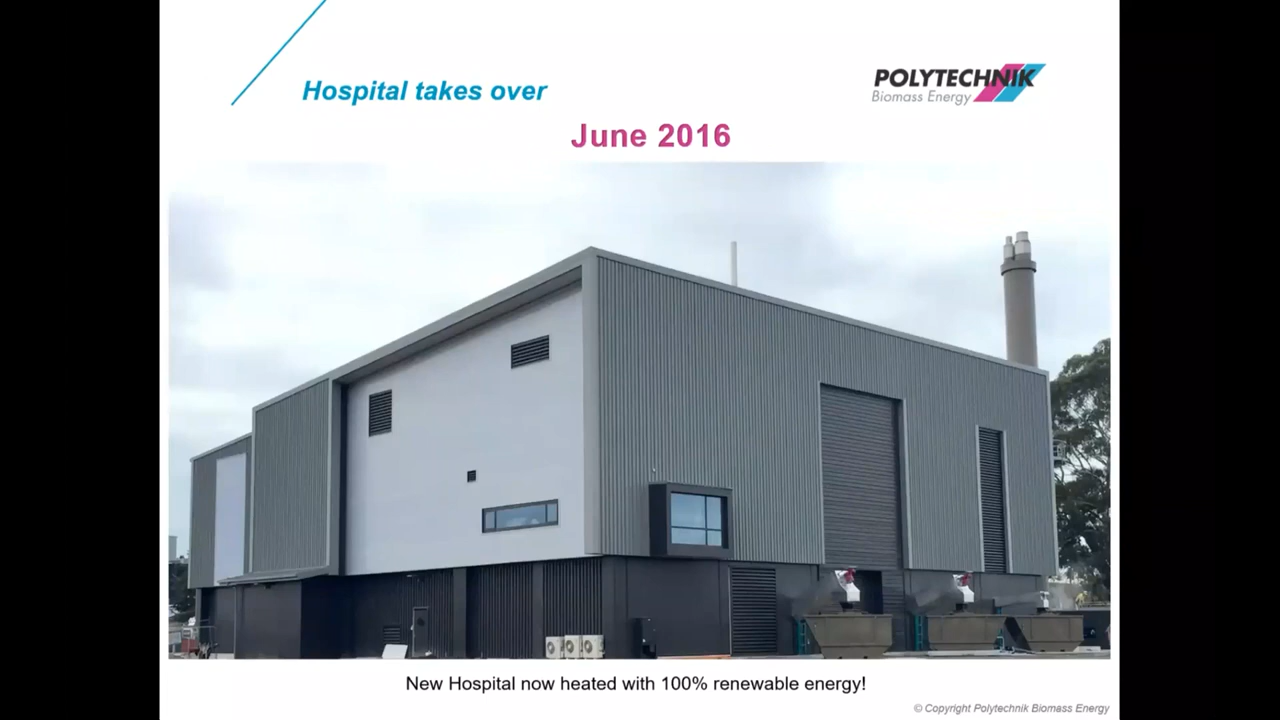 Hospital takes over
POLYTECHNIK
Biomass Energy
June 2016
New Hospital now heated with 100% renewable energy!
© Copyright Polytechnik Biomass Energy